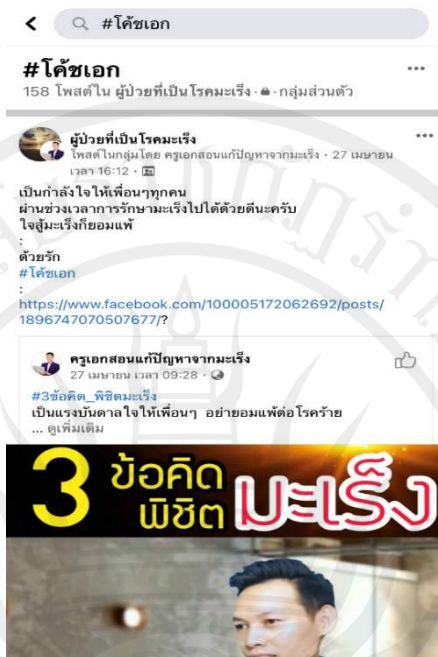 #โค้ชเอก
#โค้ชเอก
158 โพสต์ใน ผู้ป่วยที่เป็นโรคมะเร็ง · กลุ่มส่วนตัว
ผู้ป่วยที่เป็นโรคมะเร็ง
โพสต์ในกลุ่มโดย ครูเอกสอนแก้ปัญหาจากมะเร็ง · 27 เมษายน
เวลา 16:12 ·
เป็นกำลังใจให้เพื่อนๆทุกคน
ผ่านช่วงเวลาการรักษามะเร็งไปได้ด้วยดีนะครับ
ใจสู้มะเร็งก็ยอมแพ้
:
ด้วยรัก
#โค้ชเอก
:
https://www.facebook.com/100005172062692/posts/
1896747070507677/?
ครูเอกสอนแก้ปัญหาจากมะเร็ง
27 เมษายน เวลา 09:28 ·
#3ข้อคิด_พิชิตมะเร็ง
เป็นแรงบันดาลใจให้เพื่อนๆ อย่ายอมแพ้ต่อโรคร้าย
... ดูเพิ่มเติม
3 ข้อคิด
พิชิต มะเร็ง